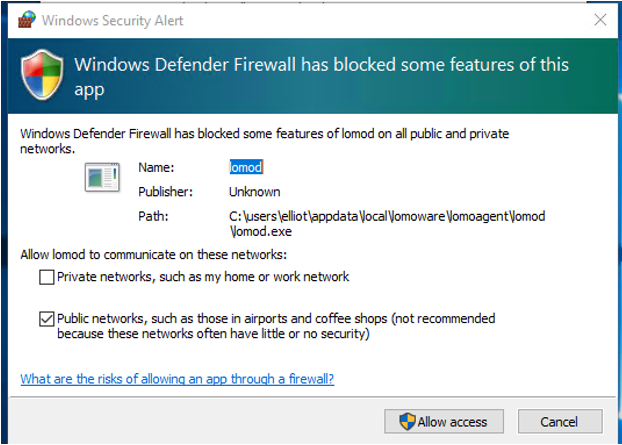 Windows Security Alert
Windows Defender Firewall has blocked some features of this
app
Windows Defender Firewall has blocked some features of lomod on all public and private
networks.
Name: lomod
Publisher: Unknown
Path: C:\users\elliot\appdata\local\lomoware\lomoagent\lomod
\lomod.exe
Allow lomod to communicate on these networks:
Private networks, such as my home or work network
Public networks, such as those in airports and coffee shops (not recommended
because these networks often have little or no security)
What are the risks of allowing an app through a firewall?
Allow access Cancel